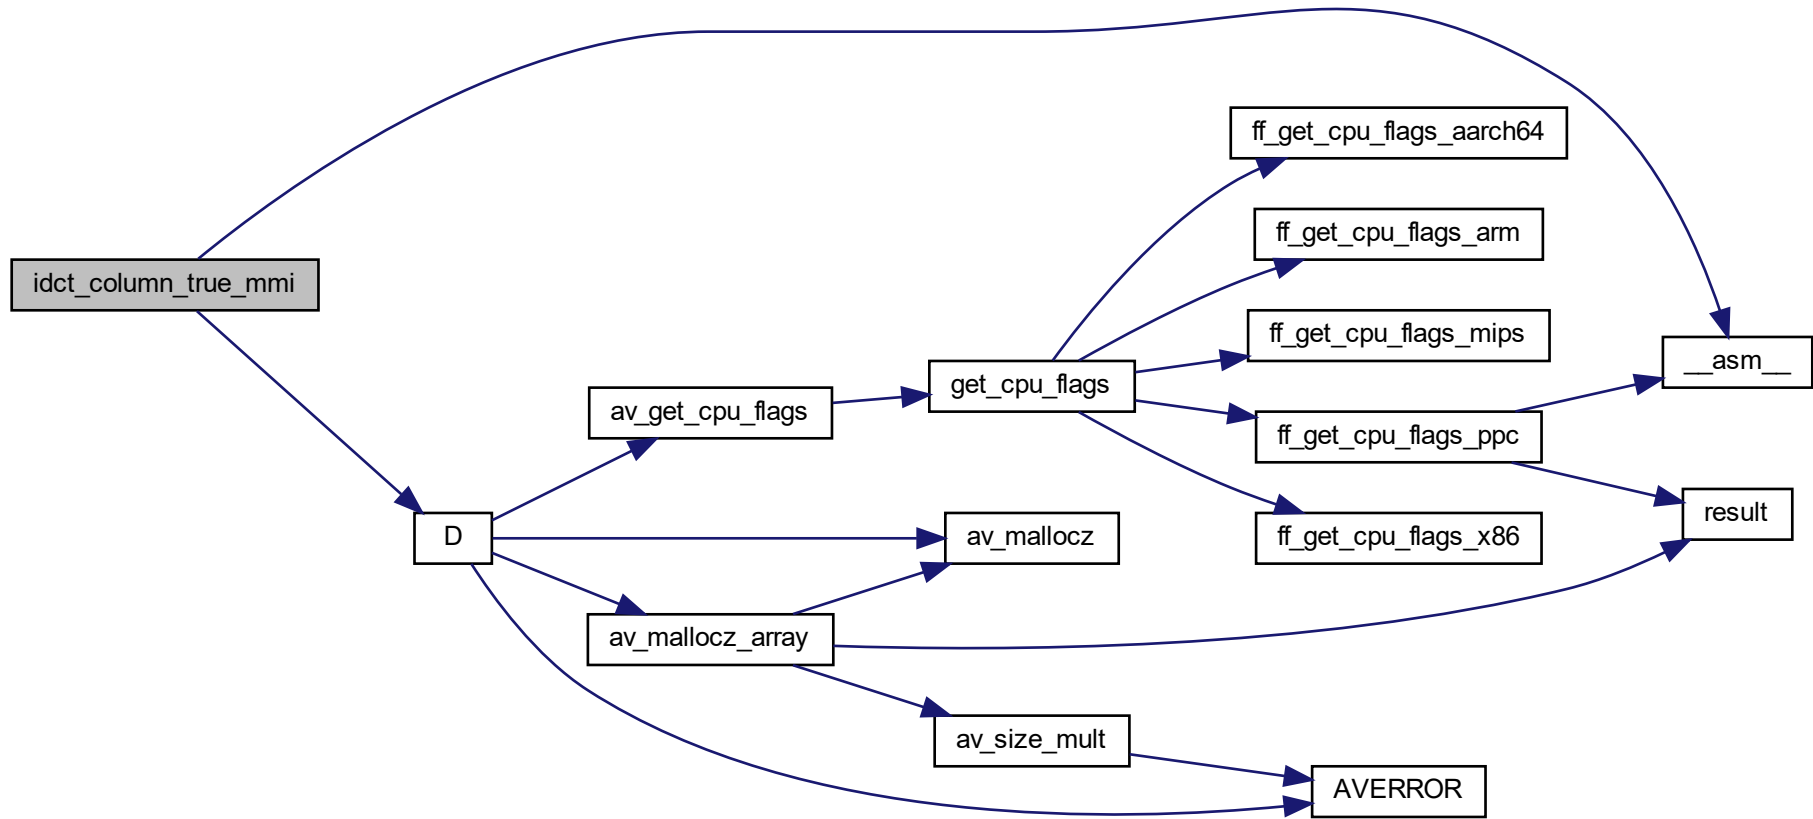 idct_column_true_mmi
D
av_get_cpu_flags
av_mallocz_array
get_cpu_flags
av_mallocz
av_size_mult
ff_get_cpu_flags_aarch64
ff_get_cpu_flags_arm
ff_get_cpu_flags_mips
ff_get_cpu_flags_ppc
ff_get_cpu_flags_x86
AVERROR
__asm__
result